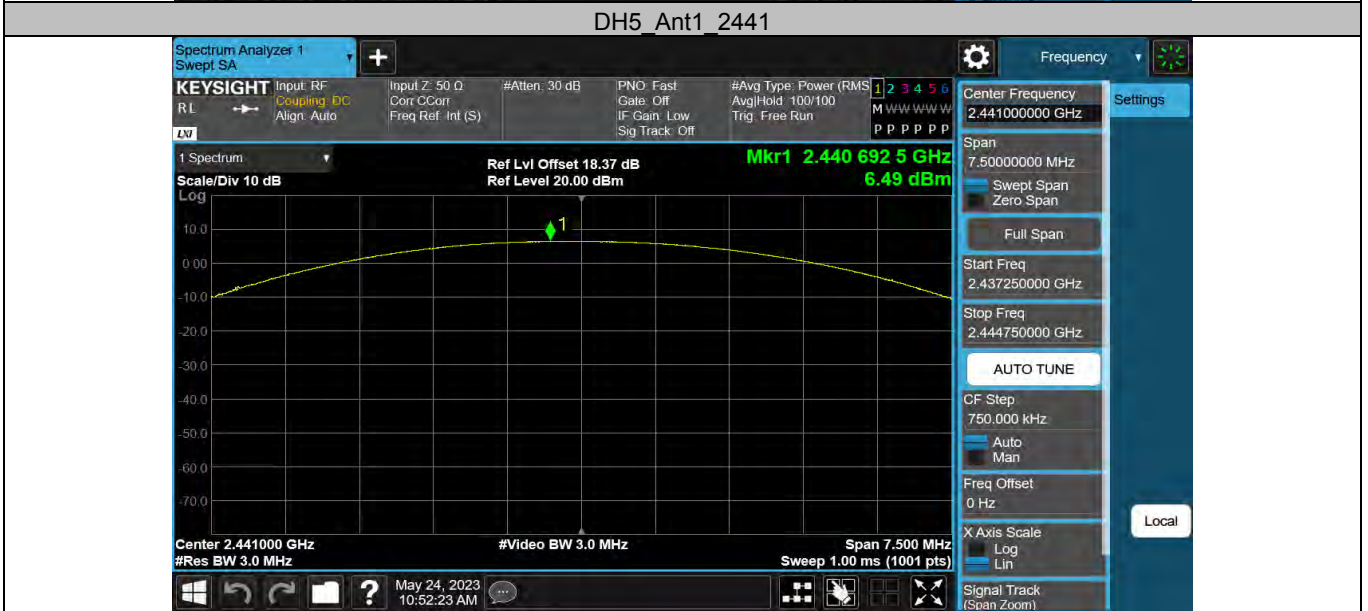 DH5_Ant1_2441
Spectrum Analyzer 1
Swept SA
Frequency
KEYSIGHT
RL
LXI
Input: RF
Coupling: DC
Align: Auto
Input Z: 50 Ω
Corr CCorr
Freq Ref: Int (S)
#Atten: 30 dB
PNO: Fast
Gate: Off
IF Gain: Low
Sig Track: Off
#Avg Type: Power (RMS
Avg|Hold: 100/100
Trig: Free Run
1 2 3 4 5 6
M W W W W W
P P P P P P
Center Frequency
2.441000000 GHz
Settings
1 Spectrum
Scale/Div 10 dB
Ref Lvl Offset 18.37 dB
Ref Level 20.00 dBm
Mkr1 2.440 692 5 GHz
6.49 dBm
Span
7.50000000 MHz
Swept Span
Zero Span
Full Span
Start Freq
2.437250000 GHz
Stop Freq
2.444750000 GHz
AUTO TUNE
CF Step
750.000 kHz
Auto
Man
Freq Offset
0 Hz
X Axis Scale
Log
Lin
Signal Track
(Span Zoom)
Local
Log
1
10.0
0.00
-10.0
-20.0
-30.0
-40.0
-50.0
-60.0
-70.0
Center 2.441000 GHz
#Res BW 3.0 MHz
#Video BW 3.0 MHz
Span 7.500 MHz
Sweep 1.00 ms (1001 pts)
?
May 24, 2023
10:52:23 AM